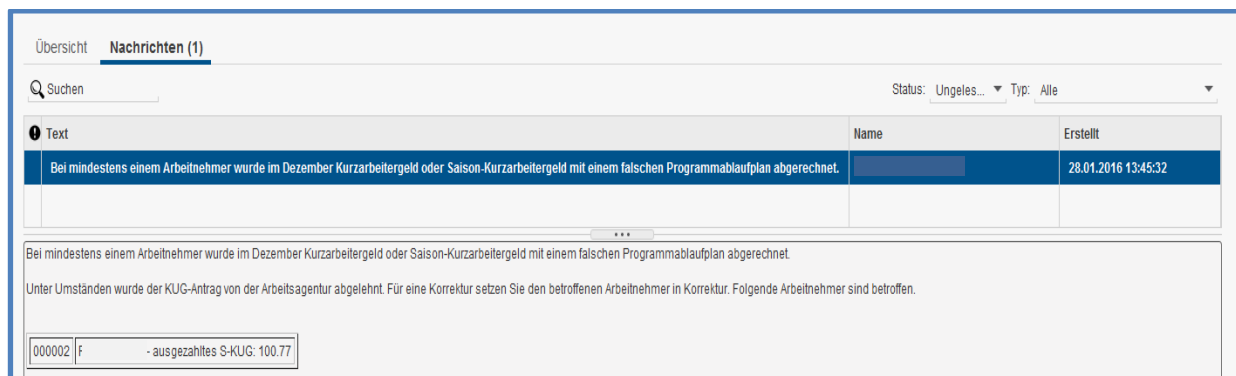 Übersicht Nachrichten (1)
Suchen Status: Ungeles... Typ: Alle
Text Name Erstellt
Bei mindestens einem Arbeitnehmer wurde im Dezember Kurzarbeitergeld oder Saison-Kurzarbeitergeld mit einem falschen Programmablaufplan abgerechnet. 28.01.2016 13:45:32
Bei mindestens einem Arbeitnehmer wurde im Dezember Kurzarbeitergeld oder Saison-Kurzarbeitergeld mit einem falschen Programmablaufplan abgerechnet.
Unter Umständen wurde der KUG-Antrag von der Arbeitsagentur abgelehnt. Für eine Korrektur setzen Sie den betroffenen Arbeitnehmer in Korrektur. Folgende Arbeitnehmer sind betroffen.
000002 F - ausgezahltes S-KUG: 100.77